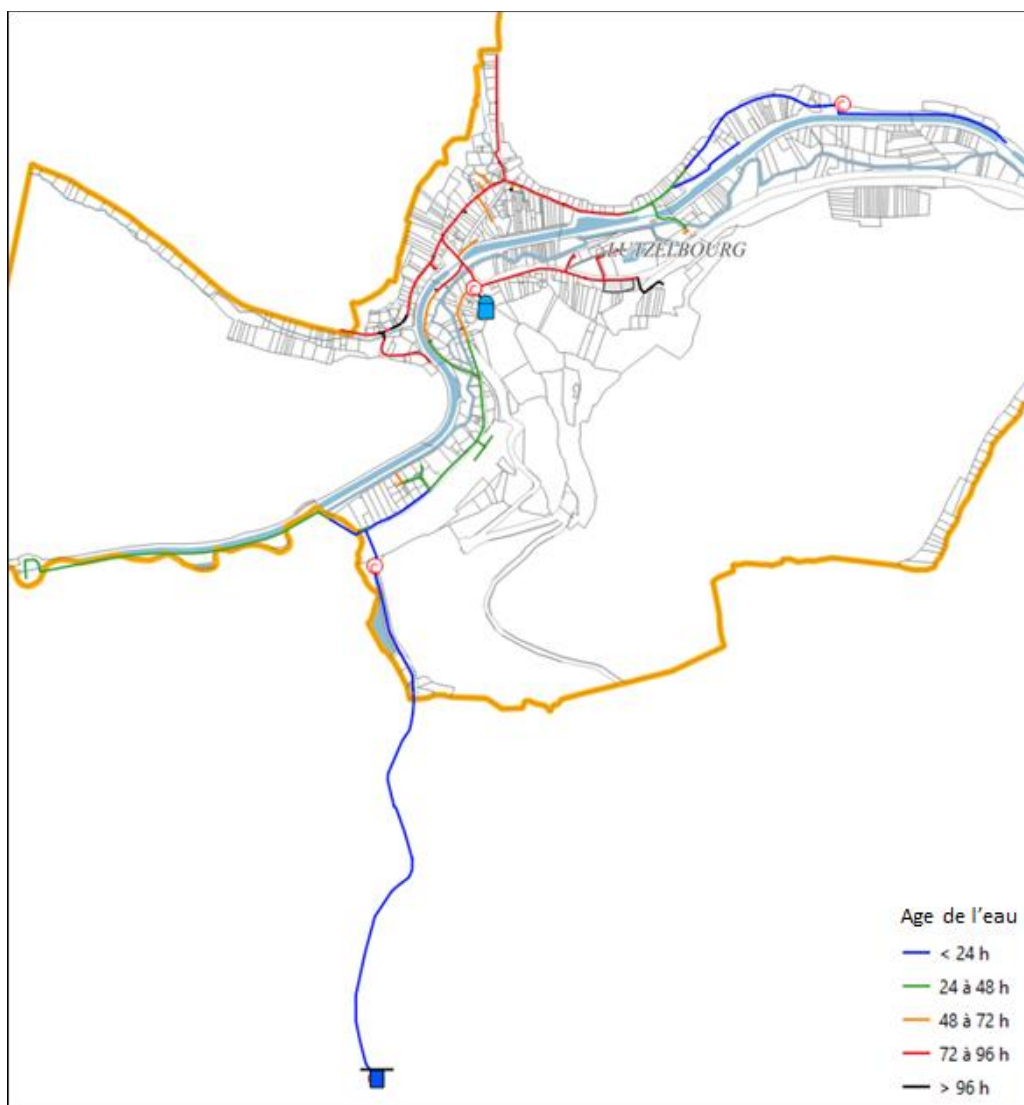 LUTZELBOURG
Age de l'eau
< 24 h
24 à 48 h
48 à 72 h
72 à 96 h
> 96 h